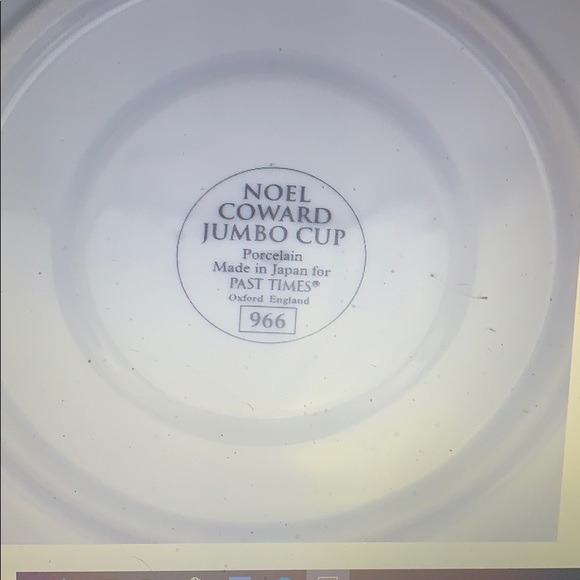 NOEL
COWARD
JUMBO CUP
Porcelain
Made in Japan for
PAST TIMES®
Oxford England
966